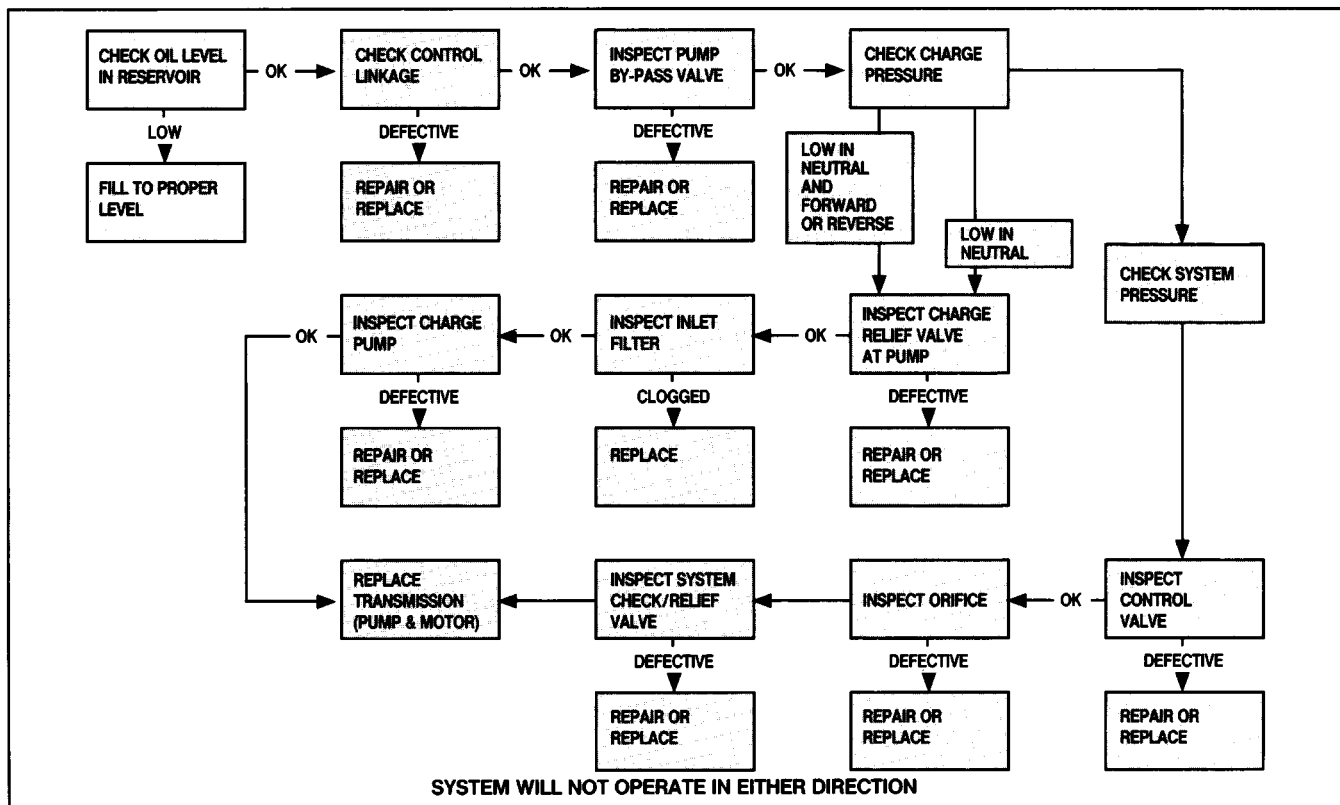 CHECK OIL LEVEL
IN RESERVOIR
OK
CHECK CONTROL
LINKAGE
OK
INSPECT PUMP
BY-PASS VALVE
OK
CHECK CHARGE
PRESSURE
LOW
DEFECTIVE
DEFECTIVE
LOW IN
NEUTRAL
AND
FORWARD
OR REVERSE
LOW IN
NEUTRAL
FILL TO PROPER
LEVEL
REPAIR OR
REPLACE
REPAIR OR
REPLACE
CHECK SYSTEM
PRESSURE
OK
INSPECT CHARGE
PUMP
OK
INSPECT INLET
FILTER
OK
INSPECT CHARGE
RELIEF VALVE
AT PUMP
DEFECTIVE
CLOGGED
DEFECTIVE
REPAIR OR
REPLACE
REPLACE
REPAIR OR
REPLACE
REPLACE
TRANSMISSION
(PUMP & MOTOR)
INSPECT SYSTEM
CHECK/RELIEF
VALVE
INSPECT ORIFICE
OK
INSPECT
CONTROL
VALVE
DEFECTIVE
DEFECTIVE
DEFECTIVE
REPAIR OR
REPLACE
REPAIR OR
REPLACE
REPAIR OR
REPLACE
SYSTEM WILL NOT OPERATE IN EITHER DIRECTION